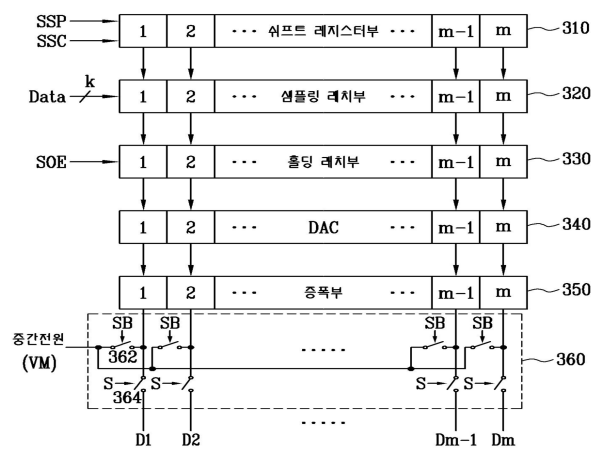 SSP
SSC
1 2 ··· 쉬프트 레지스터부 ··· m-1 m 310
k
Data 1 2 ··· 샘플링 래치부 ··· m-1 m 320
SOE 1 2 ··· 홀딩 래치부 ··· m-1 m 330
1 2 ··· DAC ··· m-1 m 340
1 2 ··· 증폭부 ··· m-1 m 350
SB SB SB SB
중간전원
(VM)
362 ····· 360
S S S S
364
·····
D1 D2 Dm-1 Dm